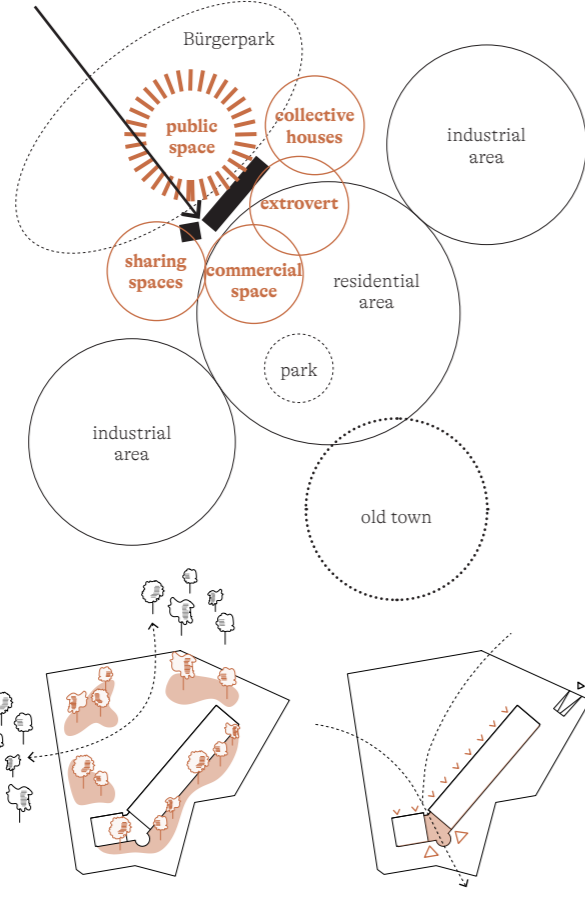 Bürgerpark
collective
houses
public
space
industrial
area
extrovert
sharing
spaces
commercial
space
residential
area
park
industrial
area
old town